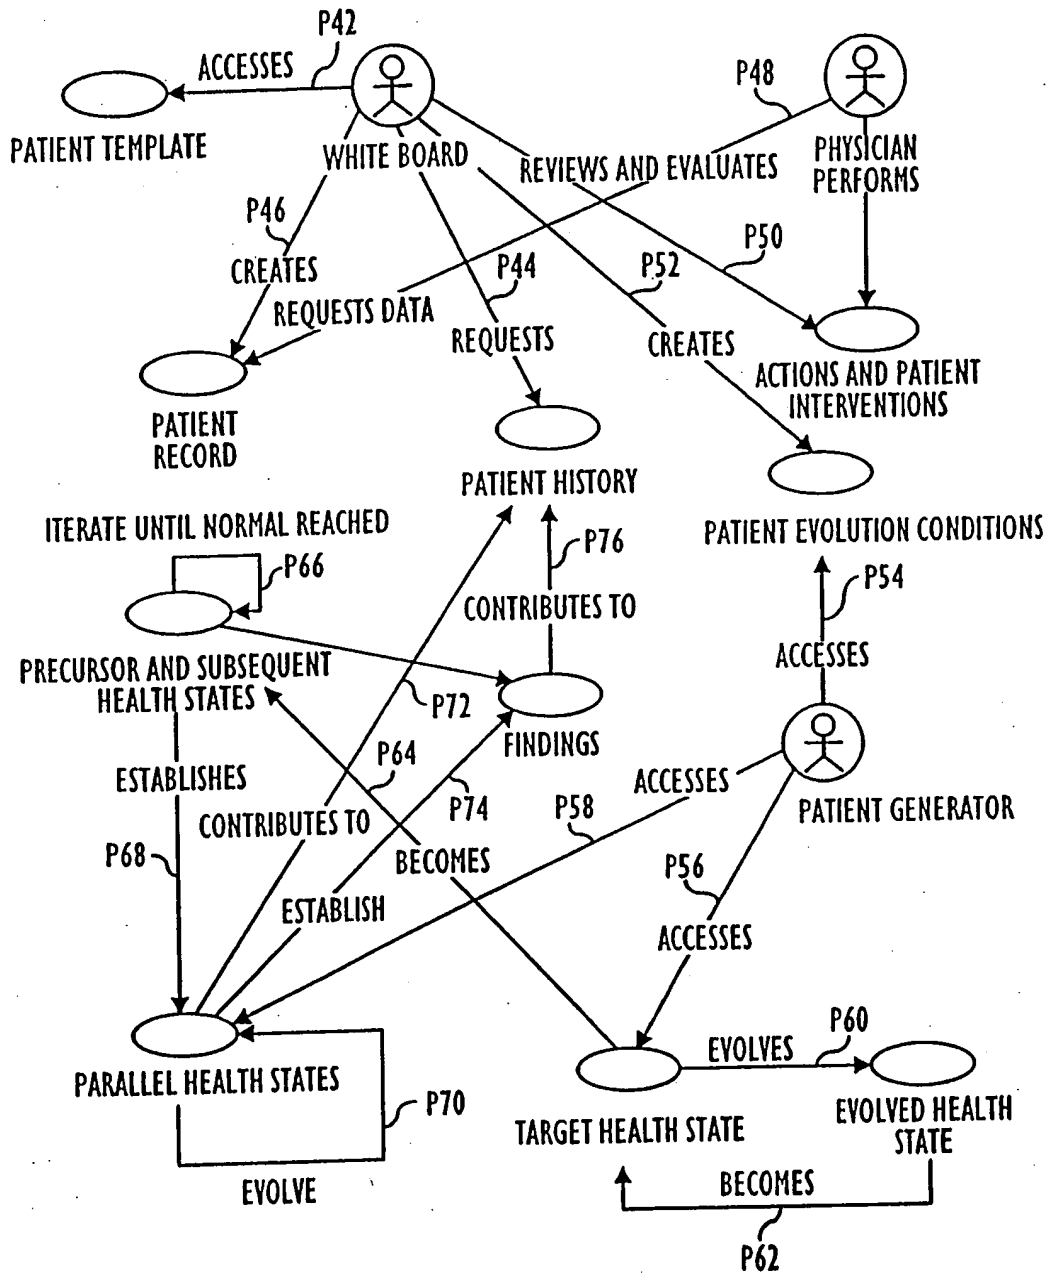 P42
ACCESSES
PATIENT TEMPLATE
WHITE BOARD
P48
PHYSICIAN
PERFORMS
REVIEWS AND EVALUATES
P46
CREATES
P44
P52
P50
REQUESTS DATA
REQUESTS
CREATES
ACTIONS AND PATIENT
INTERVENTIONS
PATIENT
RECORD
PATIENT HISTORY
PATIENT EVOLUTION CONDITIONS
ITERATE UNTIL NORMAL REACHED
P66
P76
P54
CONTRIBUTES TO
ACCESSES
PRECURSOR AND SUBSEQUENT
HEALTH STATES
P72
FINDINGS
ESTABLISHES
P64
P74
ACCESSES
PATIENT GENERATOR
CONTRIBUTES TO
P58
P68
BECOMES
P56
ESTABLISH
ACCESSES
P60
EVOLVES
PARALLEL HEALTH STATES
P70
TARGET HEALTH STATE
EVOLVED HEALTH
STATE
EVOLVE
BECOMES
P62